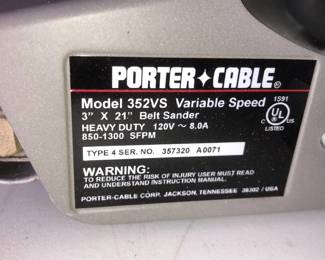 PORTER+CABLE®
Model 352VS Variable Speed
3" X 21" Belt Sander
HEAVY DUTY 120V ~ 8.0A
850-1300 SFPM
1591
C UL US
LISTED
TYPE 4 SER. NO. 357320 A0071
WARNING:
TO REDUCE THE RISK OF INJURY USER MUST READ
AND UNDERSTAND INSTRUCTION MANUAL.
PORTER-CABLE CORP. JACKSON, TENNESSEE 38302 / USA